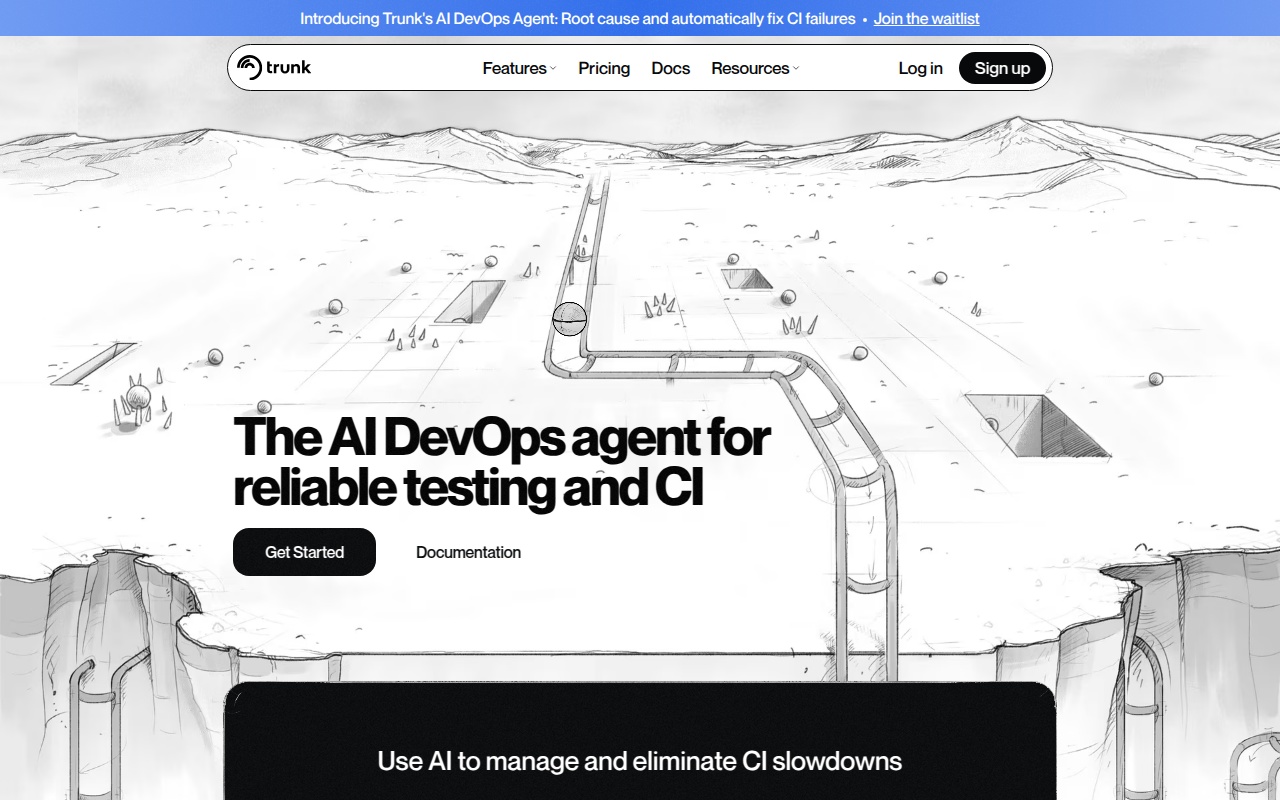 Introducing Trunk's AI DevOps Agent: Root cause and automatically fix CI failures • Join the waitlist
trunk Features Pricing Docs Resources Log in Sign up
The AI DevOps agent for
reliable testing and CI
Get Started Documentation
Use AI to manage and eliminate CI slowdowns